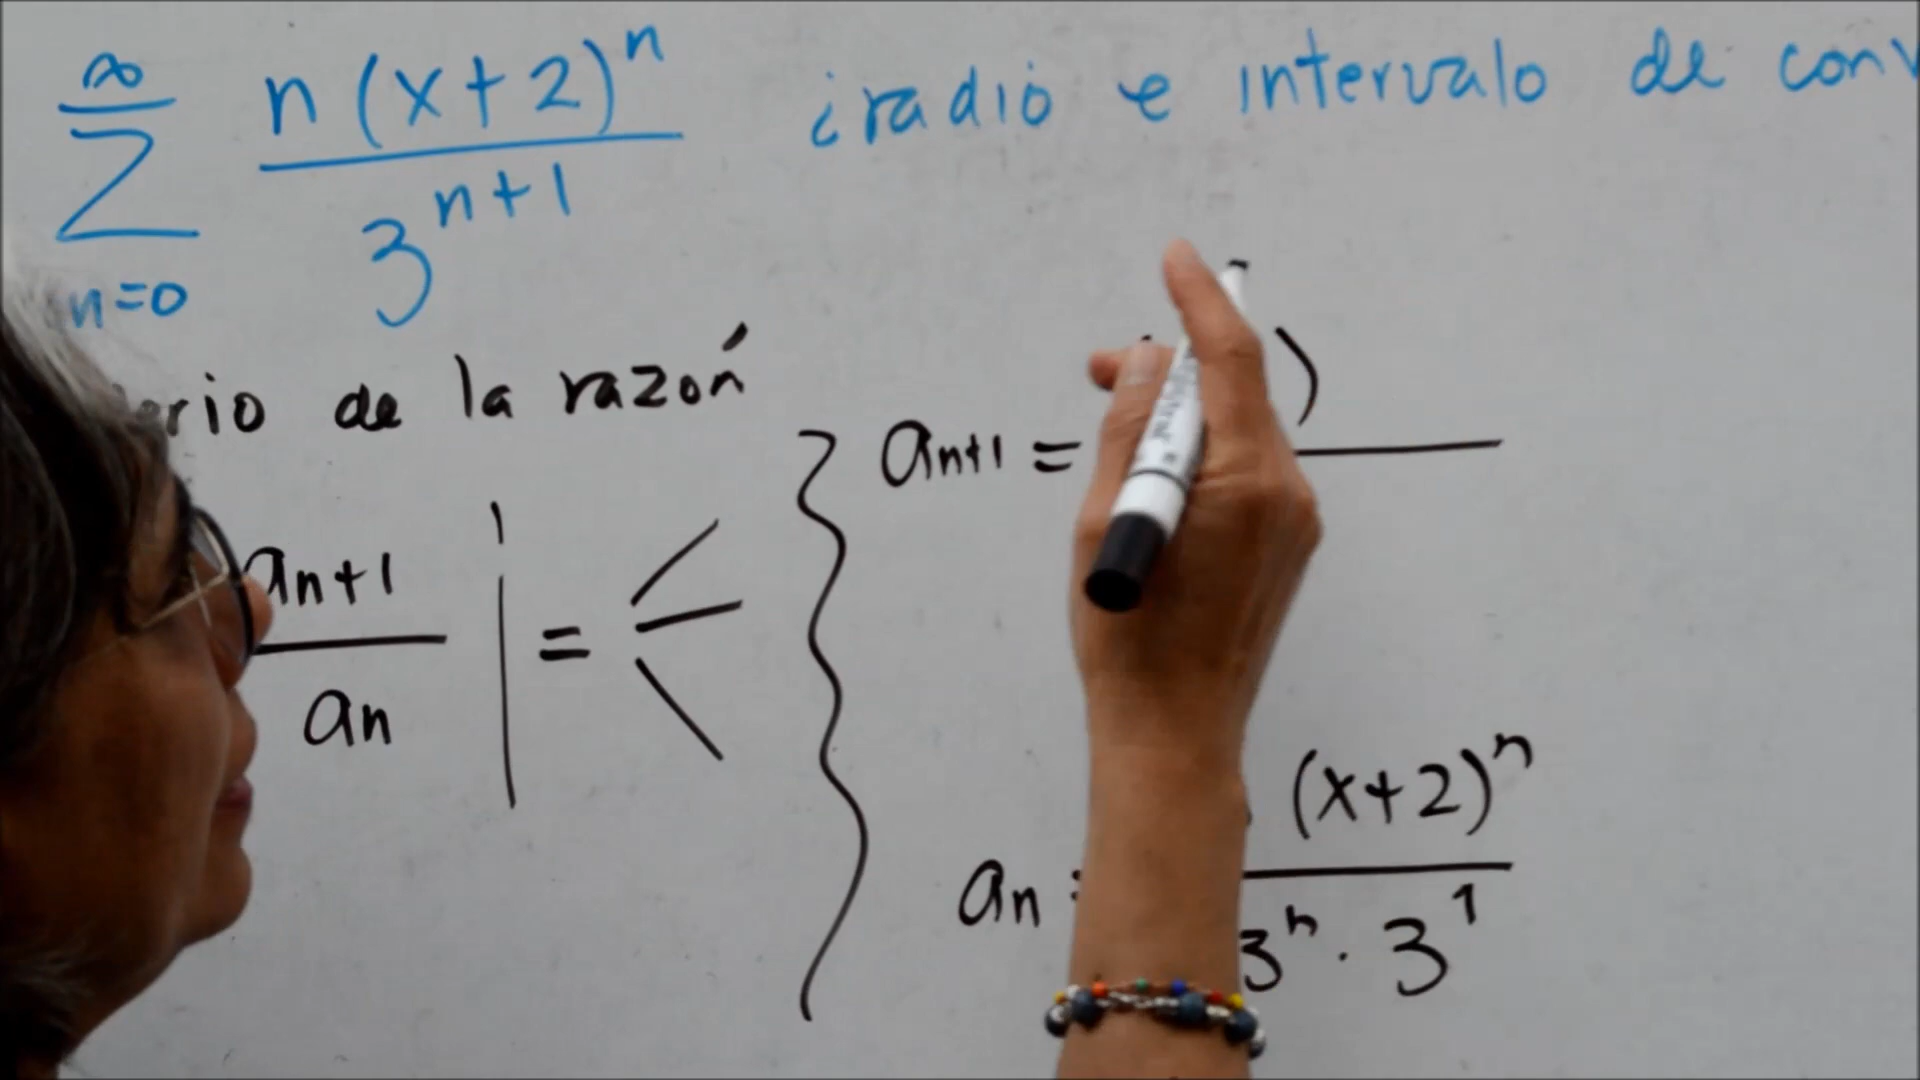 ∞
∑ n(x+2)^n / 3^(n+1) ¿radio e intervalo de conv
n=0
erio de la razón
an+1 / an | = <
an+1 = )
an = (x+2)^n / 3^n · 3^1